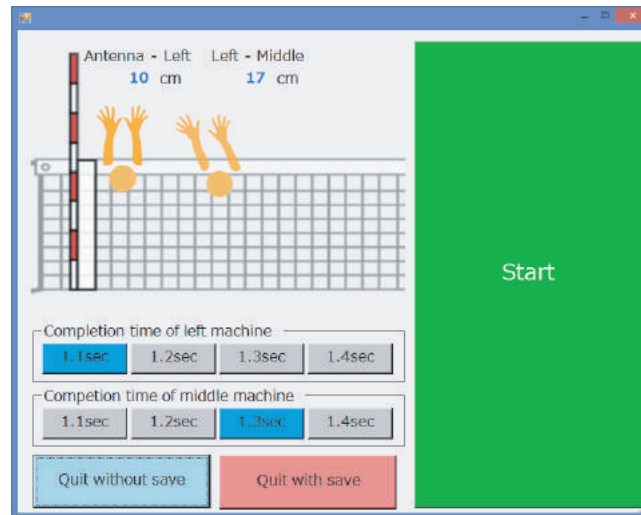 Antenna - Left Left - Middle
10 cm 17 cm
Start
Completion time of left machine
1.1sec 1.2sec 1.3sec 1.4sec
Competion time of middle machine
1.1sec 1.2sec 1.3sec 1.4sec
Quit without save Quit with save